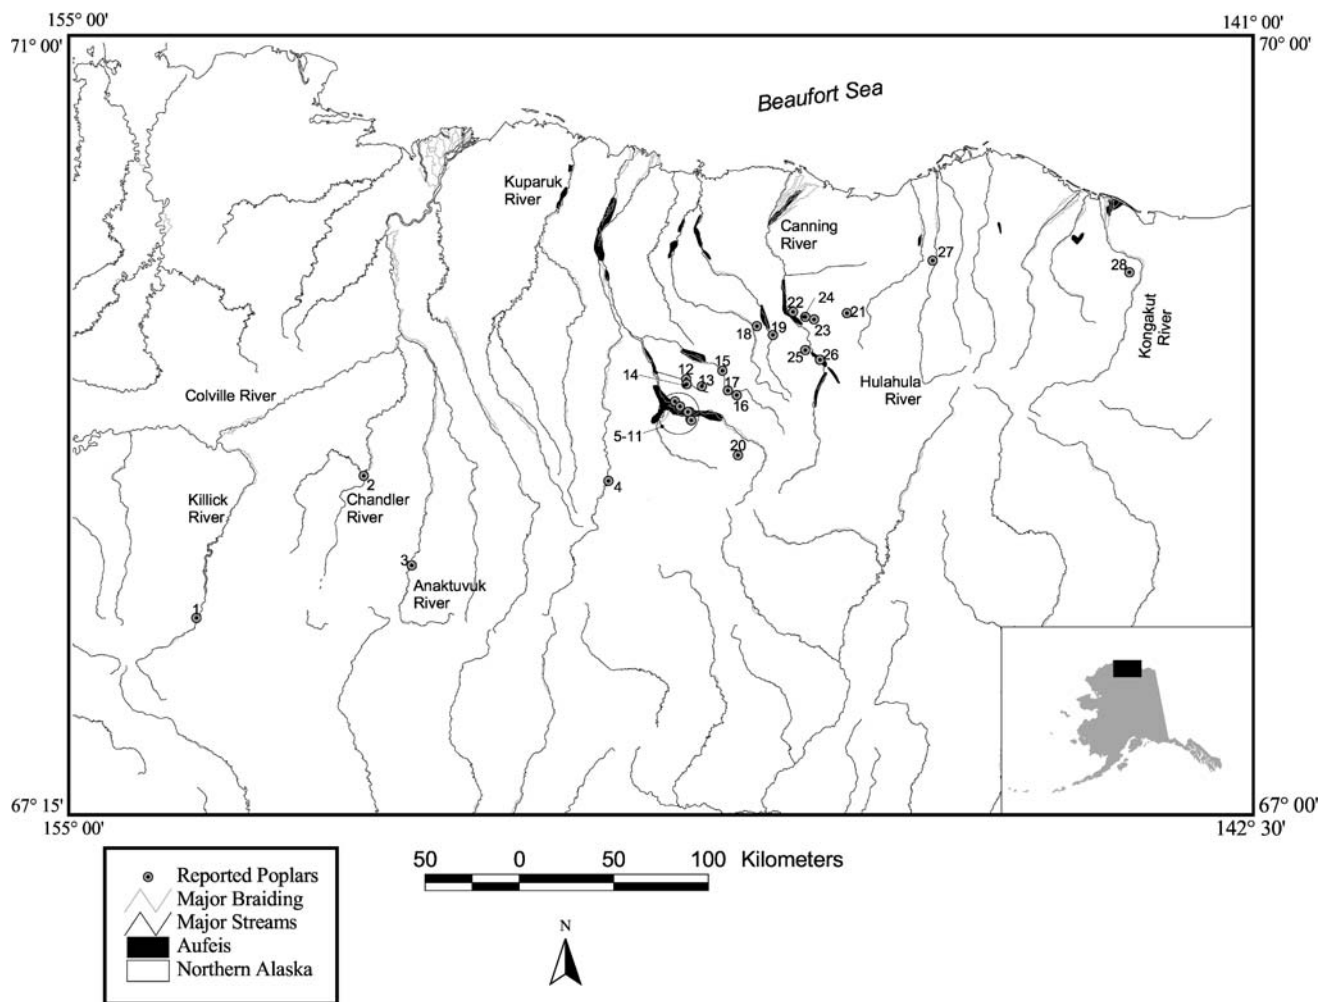 155° 00'
141° 00'
71° 00'
70° 00'
Beaufort Sea
Kuparuk
River
Canning
River
27
28
Kongakut
River
22
24
21
23
18
19
25
26
15
12
14
13
17
16
Hulahula
River
Colville River
5-11
20
4
2
Killick
River
Chandler
River
3
Anaktuvuk
River
1
67° 15'
67° 00'
155° 00'
142° 30'
50 0 50 100 Kilometers
Reported Poplars
Major Braiding
Major Streams
Aufeis
Northern Alaska
N